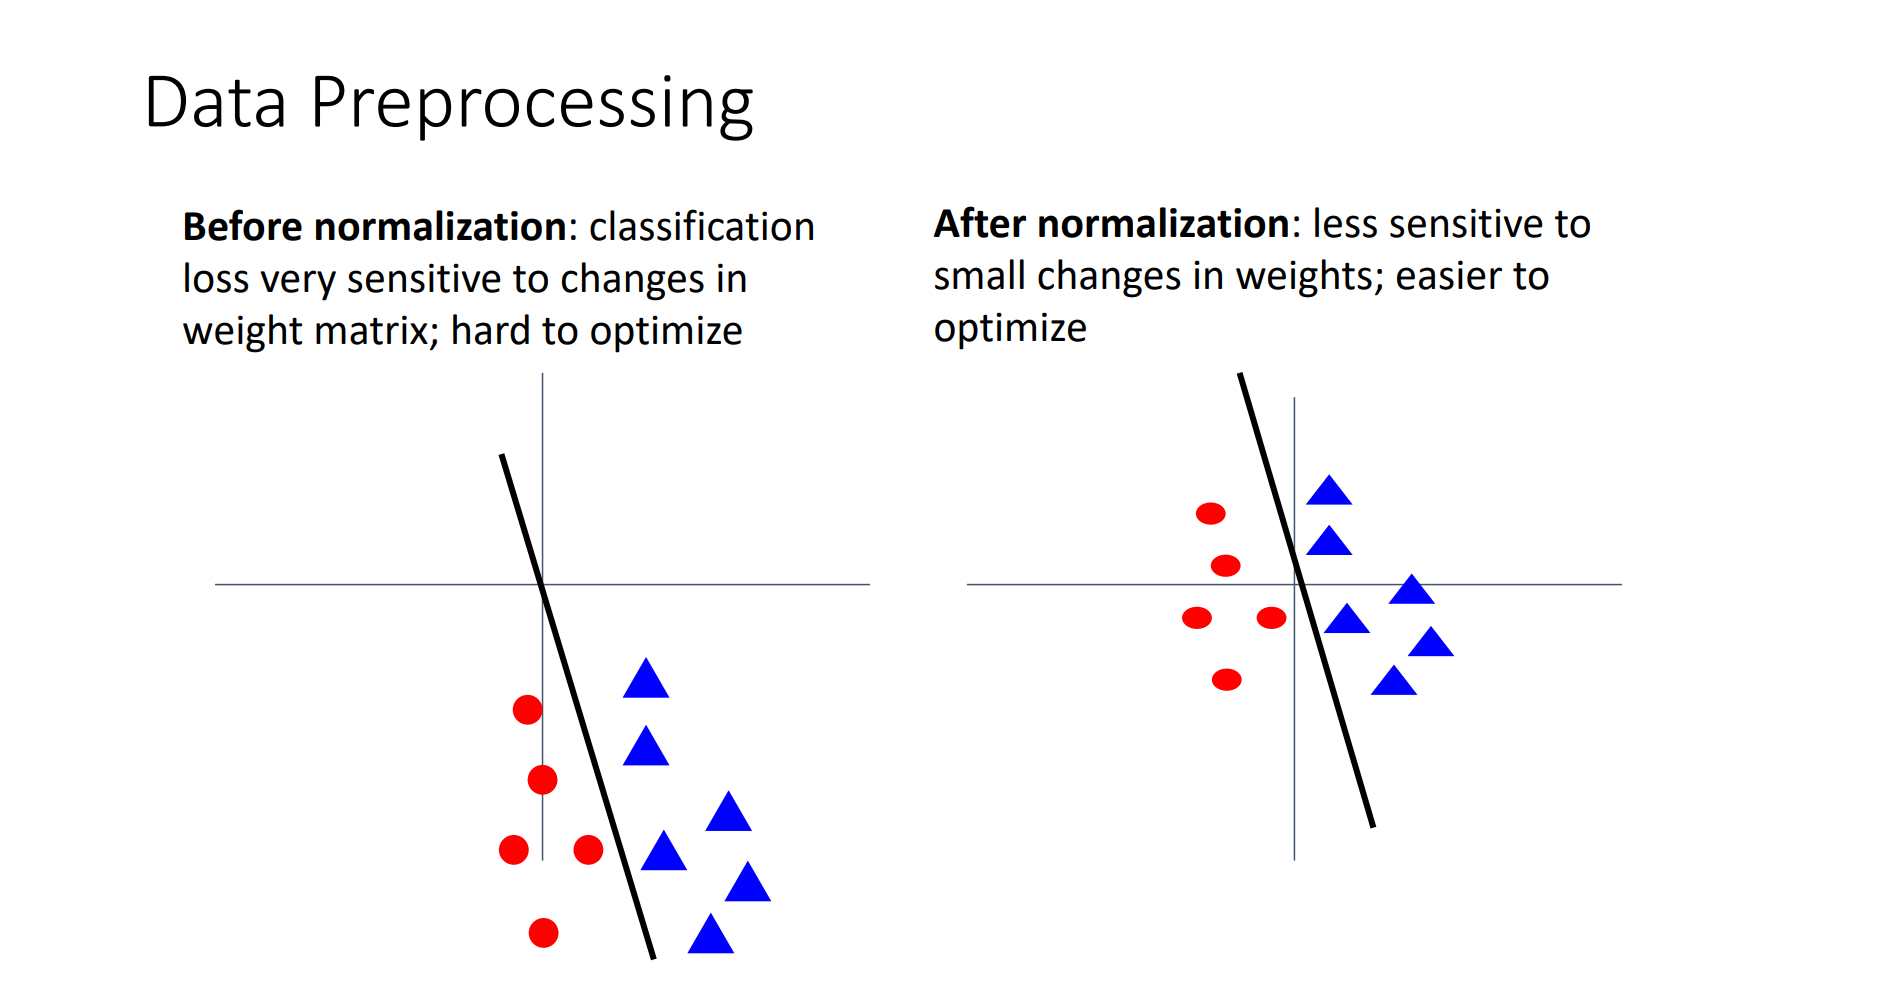 Data Preprocessing
Before normalization: classification
loss very sensitive to changes in
weight matrix; hard to optimize
After normalization: less sensitive to
small changes in weights; easier to
optimize